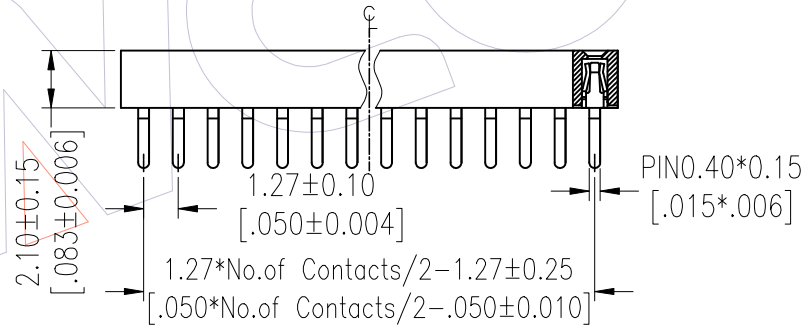 ℄
2.10±0.15
[.083±0.006]
1.27±0.10
[.050±0.004]
PIN0.40*0.15
[.015*.006]
1.27*No.of Contacts/2-1.27±0.25
[.050*No.of Contacts/2-.050±0.010]